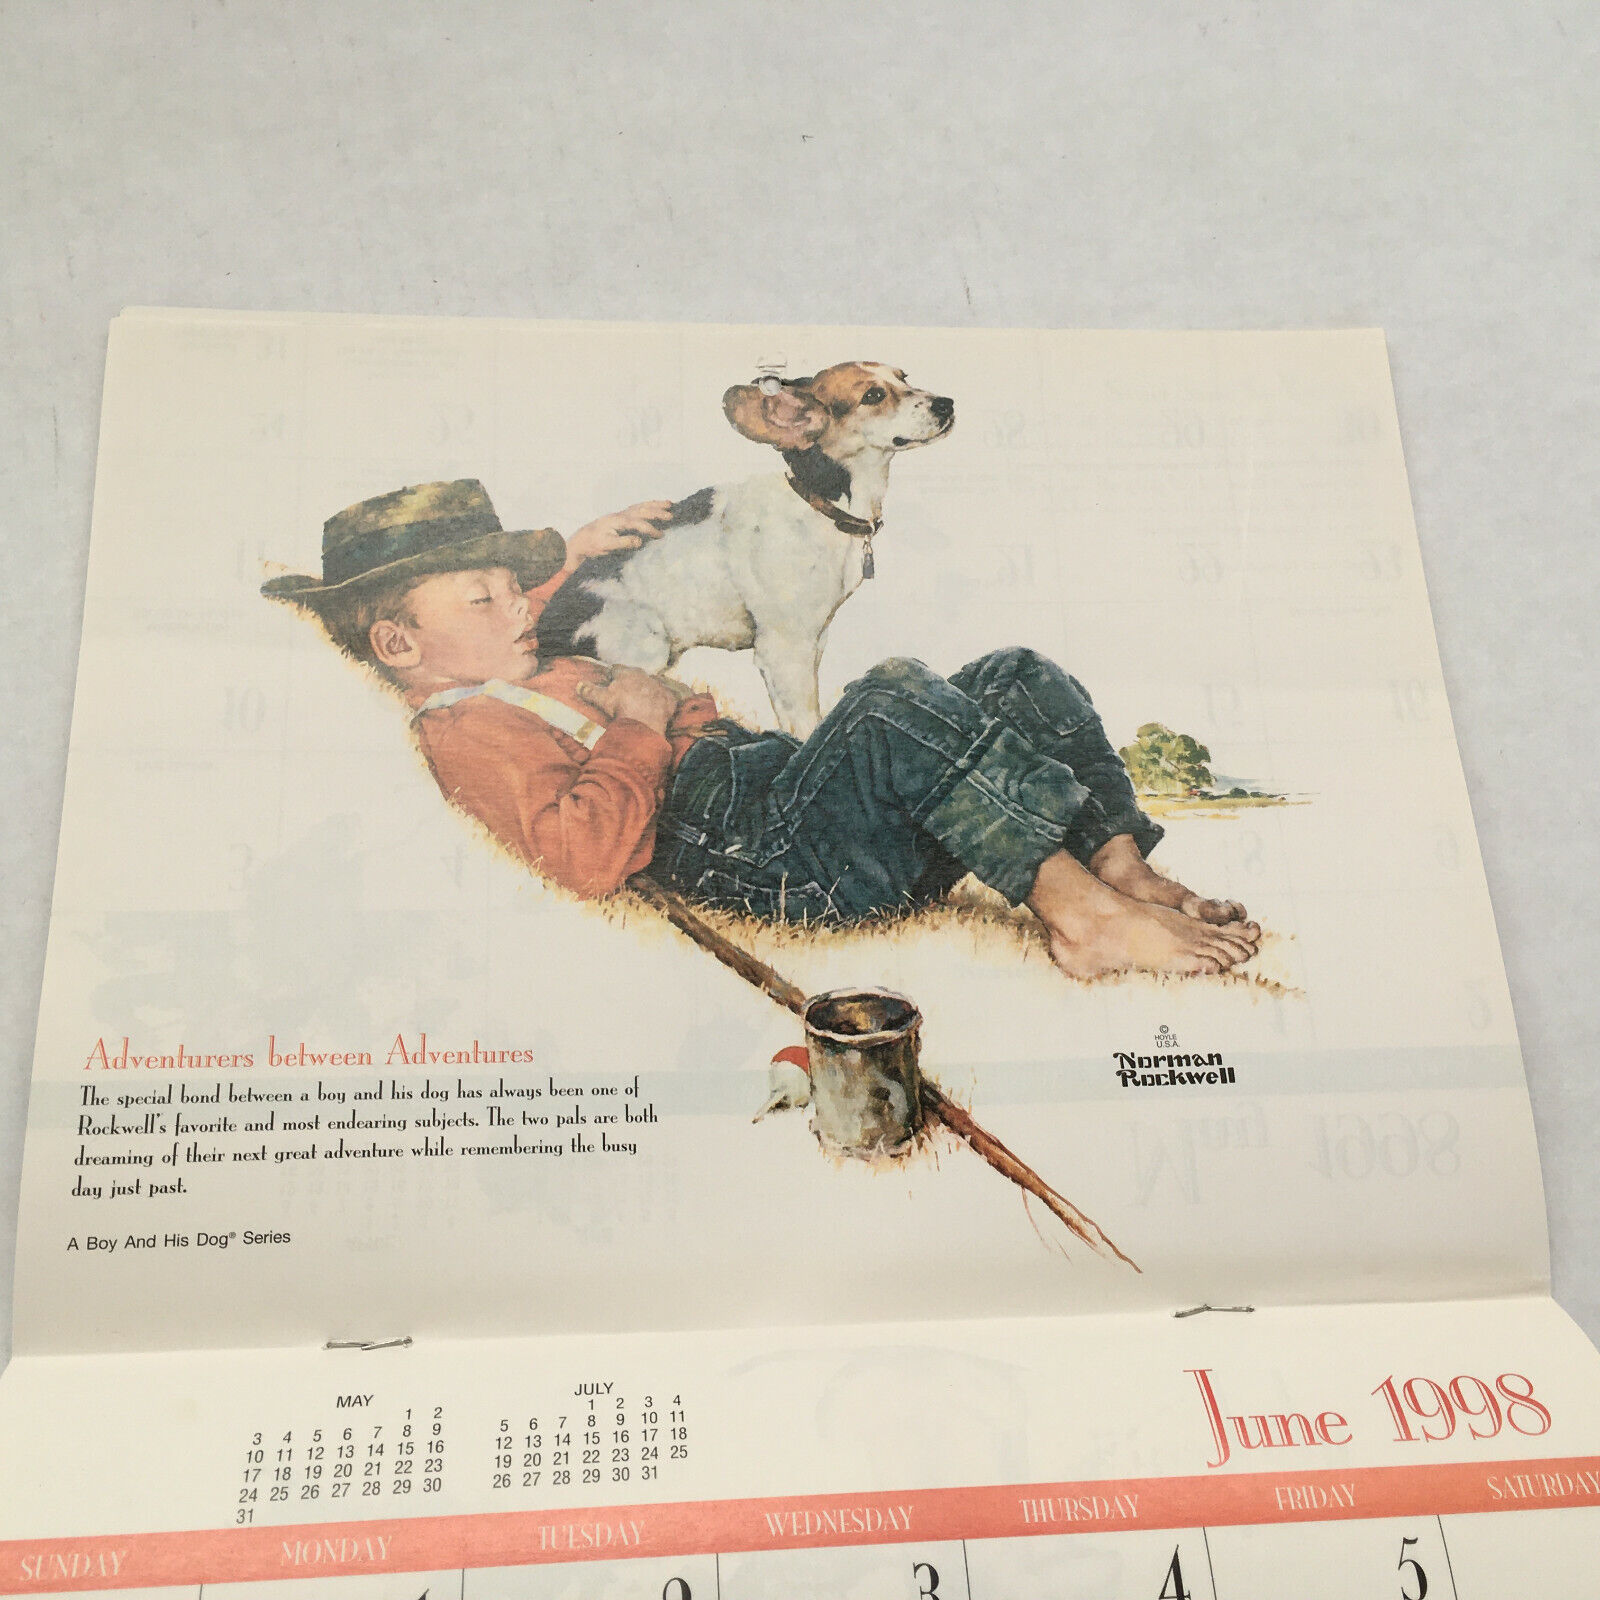 Adventurers between Adventures
The special bond between a boy and his dog has always been one of
Rockwell's favorite and most endearing subjects. The two pals are both
dreaming of their next great adventure while remembering the busy
day just past.
A Boy And His Dog® Series
©
HOYLE
U.S.A.
Norman
Rockwell
MAY
1 2
3 4 5 6 7 8 9
10 11 12 13 14 15 16
17 18 19 20 21 22 23
24 25 26 27 28 29 30
31
JULY
1 2 3 4
5 6 7 8 9 10 11
12 13 14 15 16 17 18
19 20 21 22 23 24 25
26 27 28 29 30 31
June 1998
SUNDAY MONDAY TUESDAY WEDNESDAY THURSDAY FRIDAY SATURDAY
1 2 3 4 5